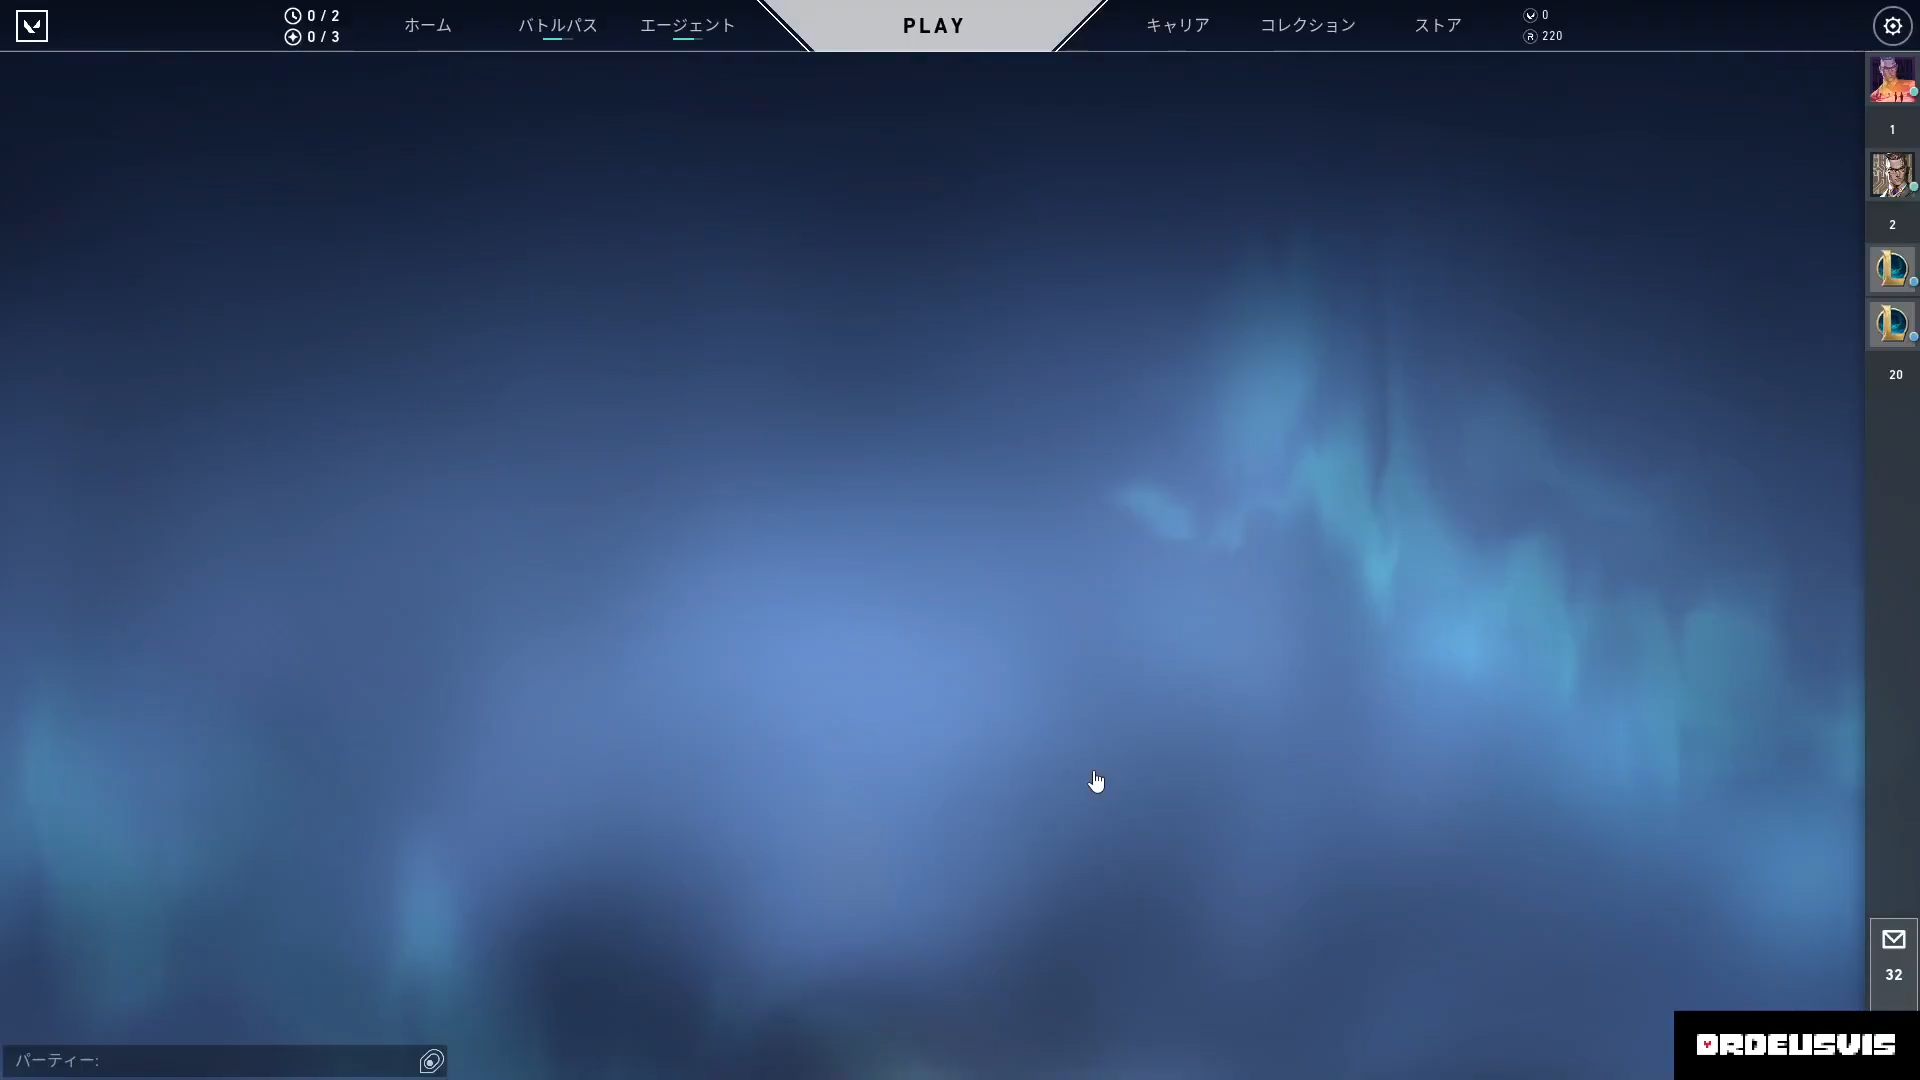 0 / 2
0 / 3
ホーム
バトルパス
エージェント
PLAY
キャリア
コレクション
ストア
0
220
1
2
20
32
パーティー:
ORDEUSVIS